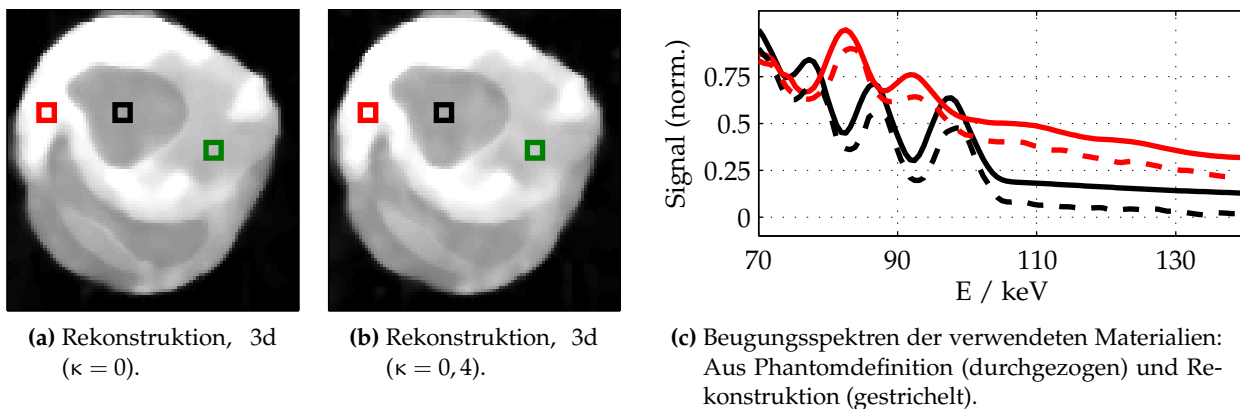 Signal (norm.)
0.75
0.5
0.25
0
70
90
110
130
E / keV
(a) Rekonstruktion, 3d
(κ = 0).
(b) Rekonstruktion, 3d
(κ = 0, 4).
(c) Beugungsspektren der verwendeten Materialien:
Aus Phantomdefinition (durchgezogen) und Re-
konstruktion (gestrichelt).